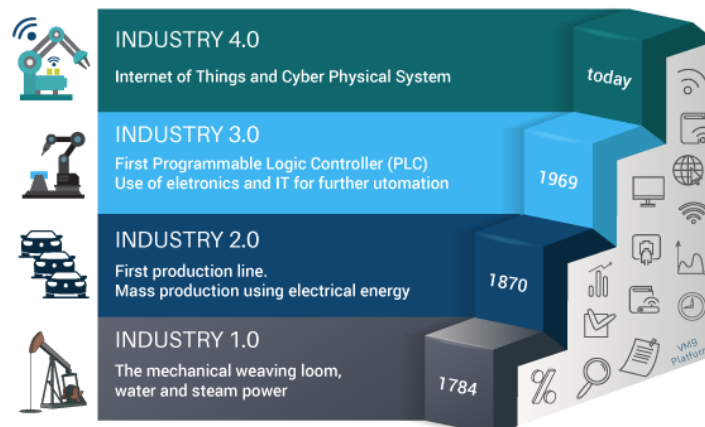 INDUSTRY 4.0
Internet of Things and Cyber Physical System
today
INDUSTRY 3.0
First Programmable Logic Controller (PLC)
Use of eletronics and IT for further utomation
1969
INDUSTRY 2.0
First production line.
Mass production using electrical energy
1870
INDUSTRY 1.0
The mechanical weaving loom,
water and steam power
1784
%
VM9
Platform